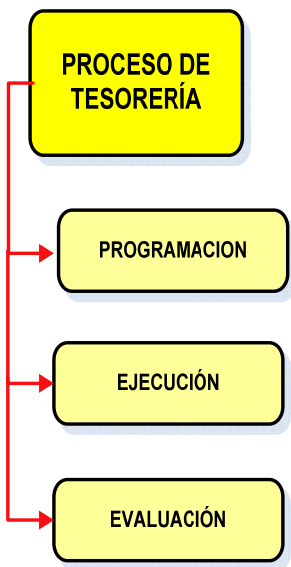 PROCESO DE
TESORERÍA
PROGRAMACION
EJECUCIÓN
EVALUACIÓN